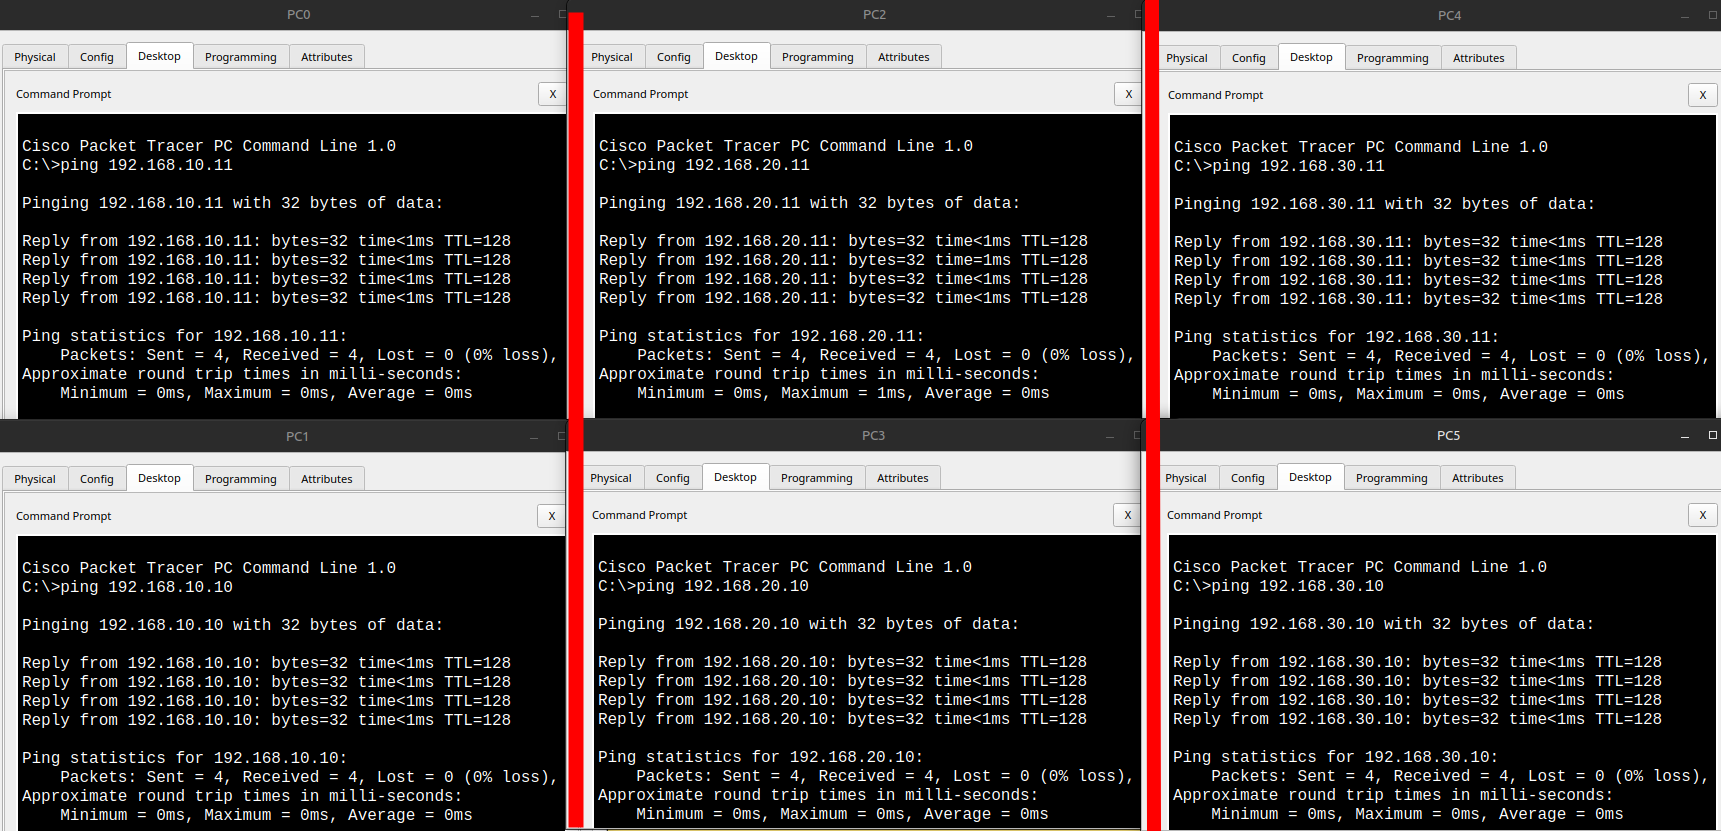 PC0
Physical Config Desktop Programming Attributes
Command Prompt
X
Cisco Packet Tracer PC Command Line 1.0
C:\>ping 192.168.10.11
Pinging 192.168.10.11 with 32 bytes of data:
Reply from 192.168.10.11: bytes=32 time<1ms TTL=128
Reply from 192.168.10.11: bytes=32 time<1ms TTL=128
Reply from 192.168.10.11: bytes=32 time<1ms TTL=128
Reply from 192.168.10.11: bytes=32 time<1ms TTL=128
Ping statistics for 192.168.10.11:
Packets: Sent = 4, Received = 4, Lost = 0 (0% loss),
Approximate round trip times in milli-seconds:
Minimum = 0ms, Maximum = 0ms, Average = 0ms
PC2
Physical Config Desktop Programming Attributes
Command Prompt
X
Cisco Packet Tracer PC Command Line 1.0
C:\>ping 192.168.20.11
Pinging 192.168.20.11 with 32 bytes of data:
Reply from 192.168.20.11: bytes=32 time<1ms TTL=128
Reply from 192.168.20.11: bytes=32 time=1ms TTL=128
Reply from 192.168.20.11: bytes=32 time<1ms TTL=128
Reply from 192.168.20.11: bytes=32 time<1ms TTL=128
Ping statistics for 192.168.20.11:
Packets: Sent = 4, Received = 4, Lost = 0 (0% loss),
Approximate round trip times in milli-seconds:
Minimum = 0ms, Maximum = 1ms, Average = 0ms
PC4
Physical Config Desktop Programming Attributes
Command Prompt
X
Cisco Packet Tracer PC Command Line 1.0
C:\>ping 192.168.30.11
Pinging 192.168.30.11 with 32 bytes of data:
Reply from 192.168.30.11: bytes=32 time<1ms TTL=128
Reply from 192.168.30.11: bytes=32 time<1ms TTL=128
Reply from 192.168.30.11: bytes=32 time<1ms TTL=128
Reply from 192.168.30.11: bytes=32 time<1ms TTL=128
Ping statistics for 192.168.30.11:
Packets: Sent = 4, Received = 4, Lost = 0 (0% loss),
Approximate round trip times in milli-seconds:
Minimum = 0ms, Maximum = 0ms, Average = 0ms
PC1
Physical Config Desktop Programming Attributes
Command Prompt
X
Cisco Packet Tracer PC Command Line 1.0
C:\>ping 192.168.10.10
Pinging 192.168.10.10 with 32 bytes of data:
Reply from 192.168.10.10: bytes=32 time<1ms TTL=128
Reply from 192.168.10.10: bytes=32 time<1ms TTL=128
Reply from 192.168.10.10: bytes=32 time<1ms TTL=128
Reply from 192.168.10.10: bytes=32 time<1ms TTL=128
Ping statistics for 192.168.10.10:
Packets: Sent = 4, Received = 4, Lost = 0 (0% loss),
Approximate round trip times in milli-seconds:
Minimum = 0ms, Maximum = 0ms, Average = 0ms
PC3
Physical Config Desktop Programming Attributes
Command Prompt
X
Cisco Packet Tracer PC Command Line 1.0
C:\>ping 192.168.20.10
Pinging 192.168.20.10 with 32 bytes of data:
Reply from 192.168.20.10: bytes=32 time<1ms TTL=128
Reply from 192.168.20.10: bytes=32 time<1ms TTL=128
Reply from 192.168.20.10: bytes=32 time<1ms TTL=128
Reply from 192.168.20.10: bytes=32 time<1ms TTL=128
Ping statistics for 192.168.20.10:
Packets: Sent = 4, Received = 4, Lost = 0 (0% loss),
Approximate round trip times in milli-seconds:
Minimum = 0ms, Maximum = 0ms, Average = 0ms
PC5
Physical Config Desktop Programming Attributes
Command Prompt
X
Cisco Packet Tracer PC Command Line 1.0
C:\>ping 192.168.30.10
Pinging 192.168.30.10 with 32 bytes of data:
Reply from 192.168.30.10: bytes=32 time<1ms TTL=128
Reply from 192.168.30.10: bytes=32 time<1ms TTL=128
Reply from 192.168.30.10: bytes=32 time<1ms TTL=128
Reply from 192.168.30.10: bytes=32 time<1ms TTL=128
Ping statistics for 192.168.30.10:
Packets: Sent = 4, Received = 4, Lost = 0 (0% loss),
Approximate round trip times in milli-seconds:
Minimum = 0ms, Maximum = 0ms, Average = 0ms